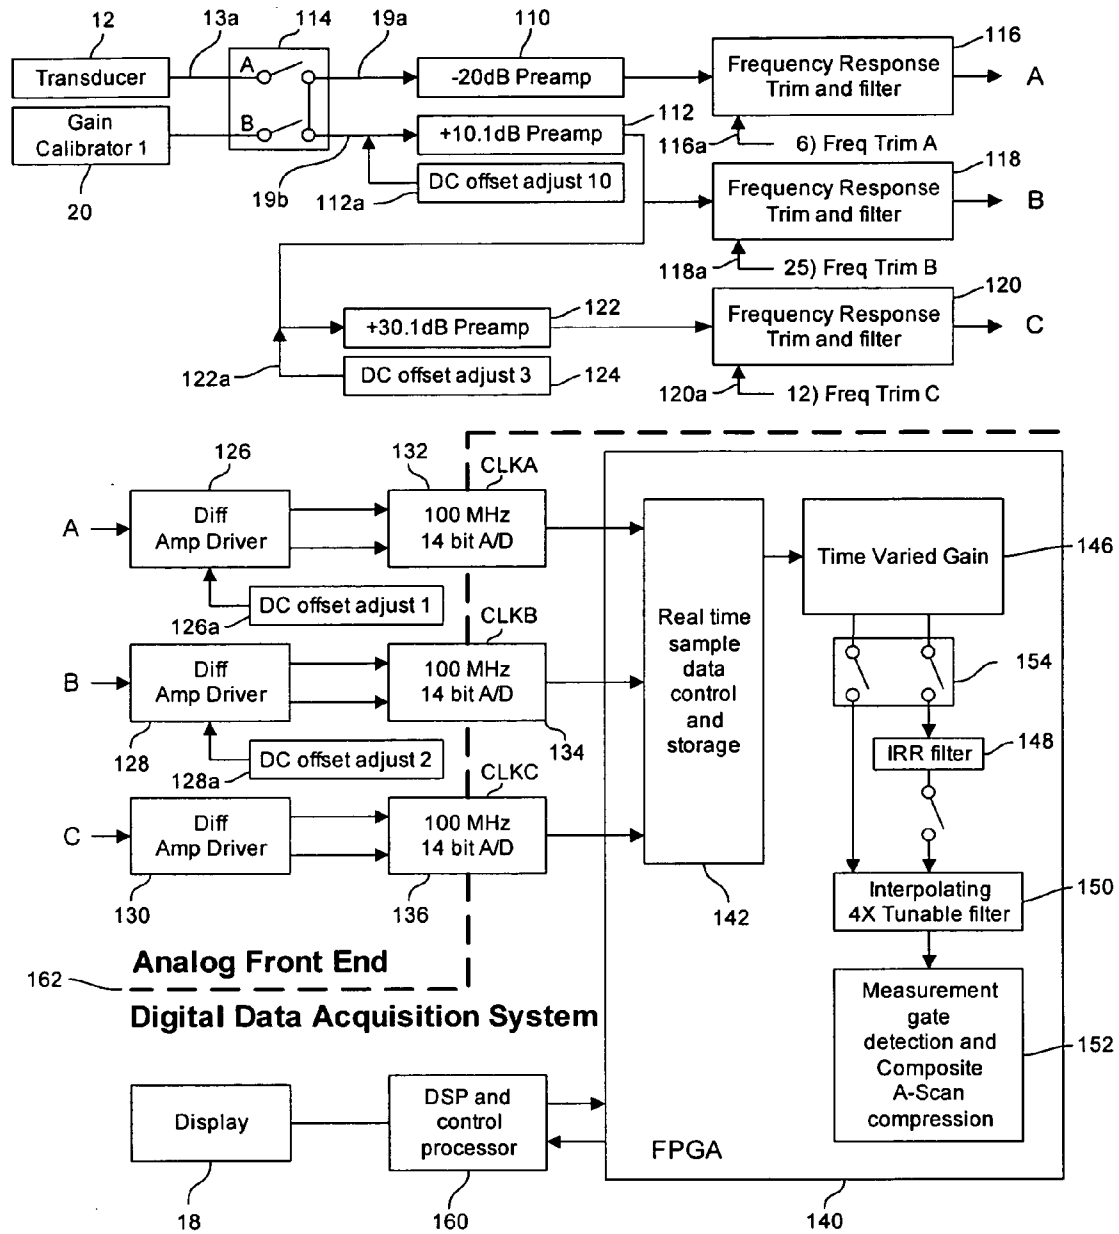 12
13a
114
19a
110
116
Transducer
A
-20dB Preamp
Frequency Response
Trim and filter
A
Gain
Calibrator 1
B
112
+10.1dB Preamp
116a
6) Freq Trim A
20
19b
112a
DC offset adjust 10
118
Frequency Response
Trim and filter
B
118a
25) Freq Trim B
122
+30.1dB Preamp
120
Frequency Response
Trim and filter
C
122a
DC offset adjust 3
124
120a
12) Freq Trim C
126
132
CLKA
A
Diff
Amp Driver
100 MHz
14 bit A/D
Time Varied Gain
146
DC offset adjust 1
126a
CLKB
Real time
sample
data
control
and
storage
B
Diff
Amp Driver
100 MHz
14 bit A/D
154
128
DC offset adjust 2
128a
134
IRR filter
148
CLKC
C
Diff
Amp Driver
100 MHz
14 bit A/D
130
136
142
Interpolating
4X Tunable filter
150
Analog Front End
162
Digital Data Acquisition System
Measurement
gate
detection and
Composite
A-Scan
compression
152
Display
DSP and
control
processor
FPGA
18
160
140